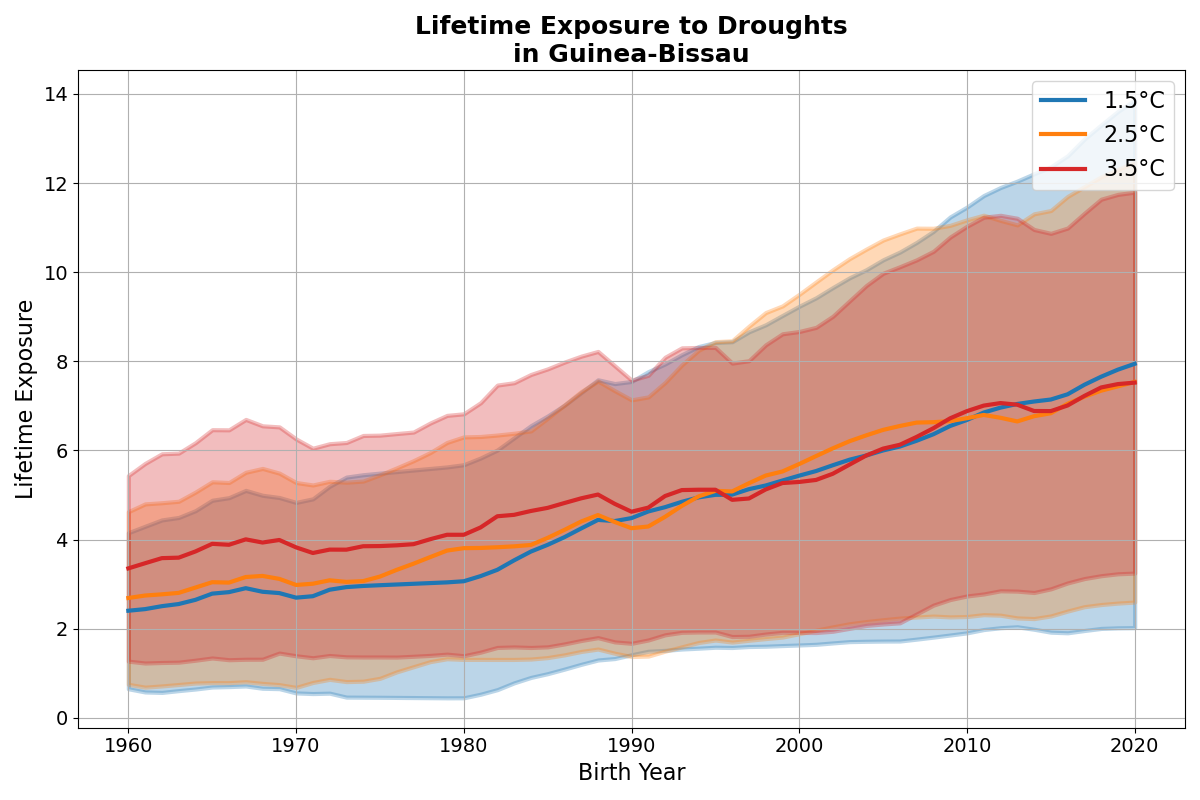 Lifetime Exposure to Droughts
in Guinea-Bissau
1.5°C
2.5°C
3.5°C
14
12
10
8
6
4
2
0
Lifetime Exposure
1960
1970
1980
1990
2000
2010
2020
Birth Year